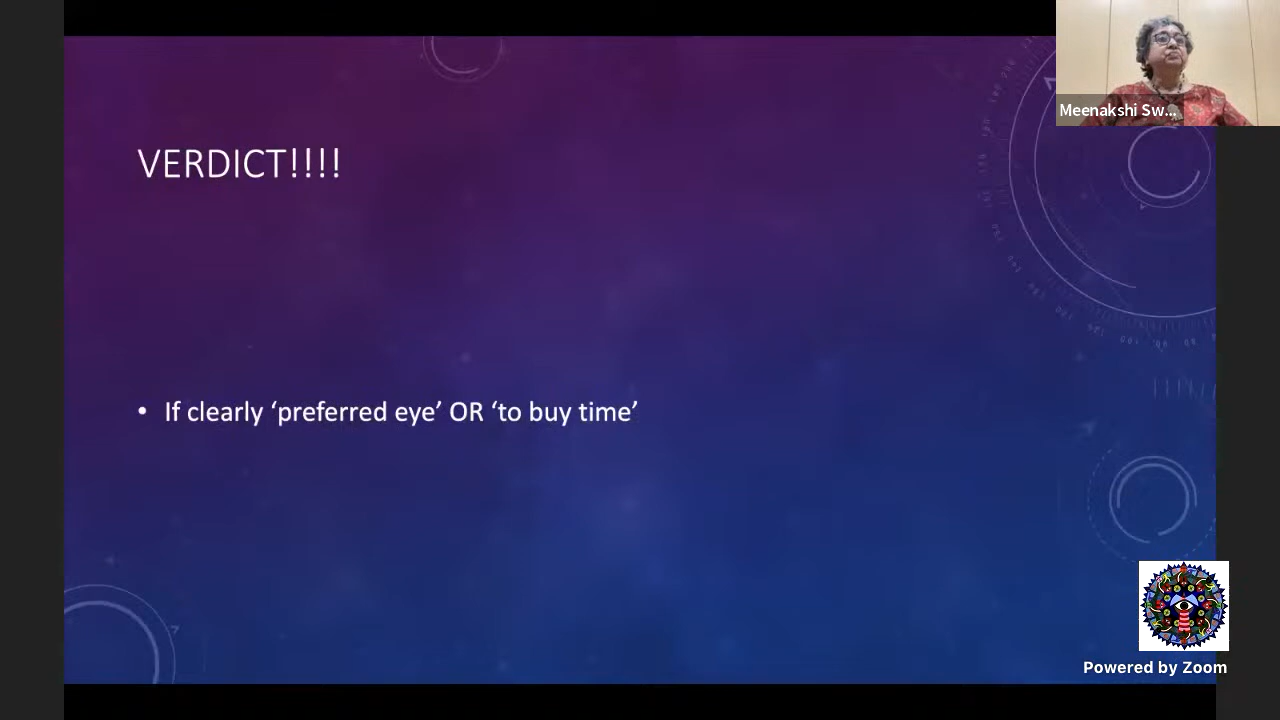 Meenakshi Sw...
VERDICT!!!!
• If clearly ‘preferred eye’ OR ‘to buy time’
Powered by Zoom